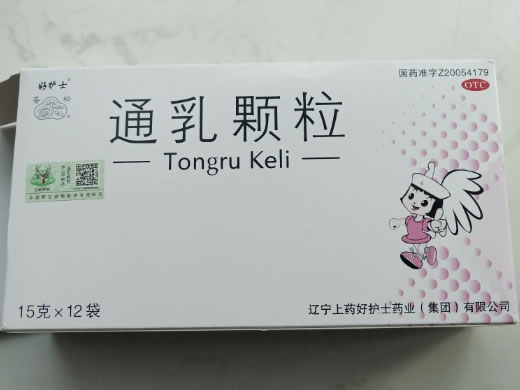 好护士
国药准字Z20054179
OTC
通乳颗粒
Tongru Keli
15克×12袋
辽宁上药好护士药业（集团）有限公司